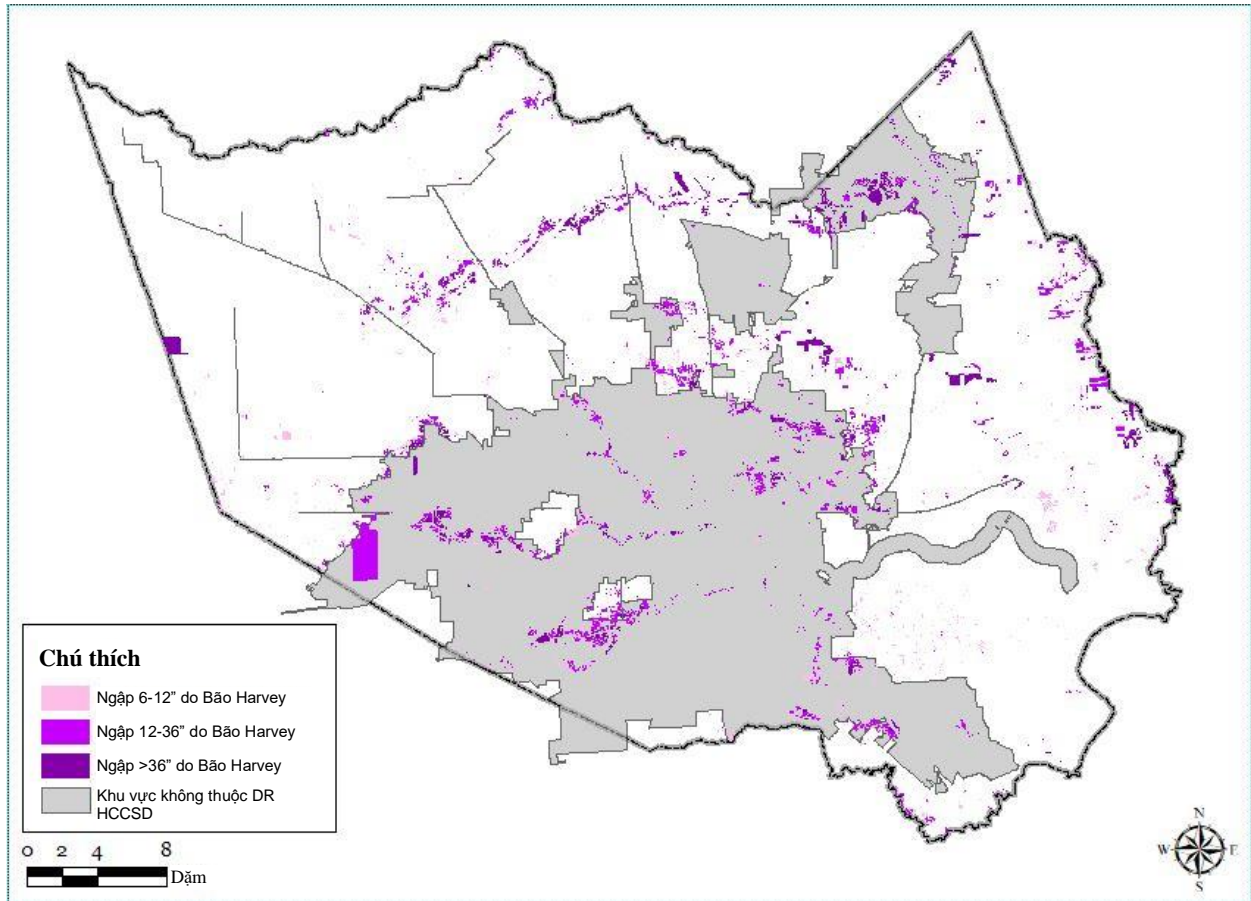 Chú thích
Ngập 6-12” do Bão Harvey
Ngập 12-36” do Bão Harvey
Ngập >36” do Bão Harvey
Khu vực không thuộc DR
HCCSD
0 2 4 8
Dặm
N
W E
S